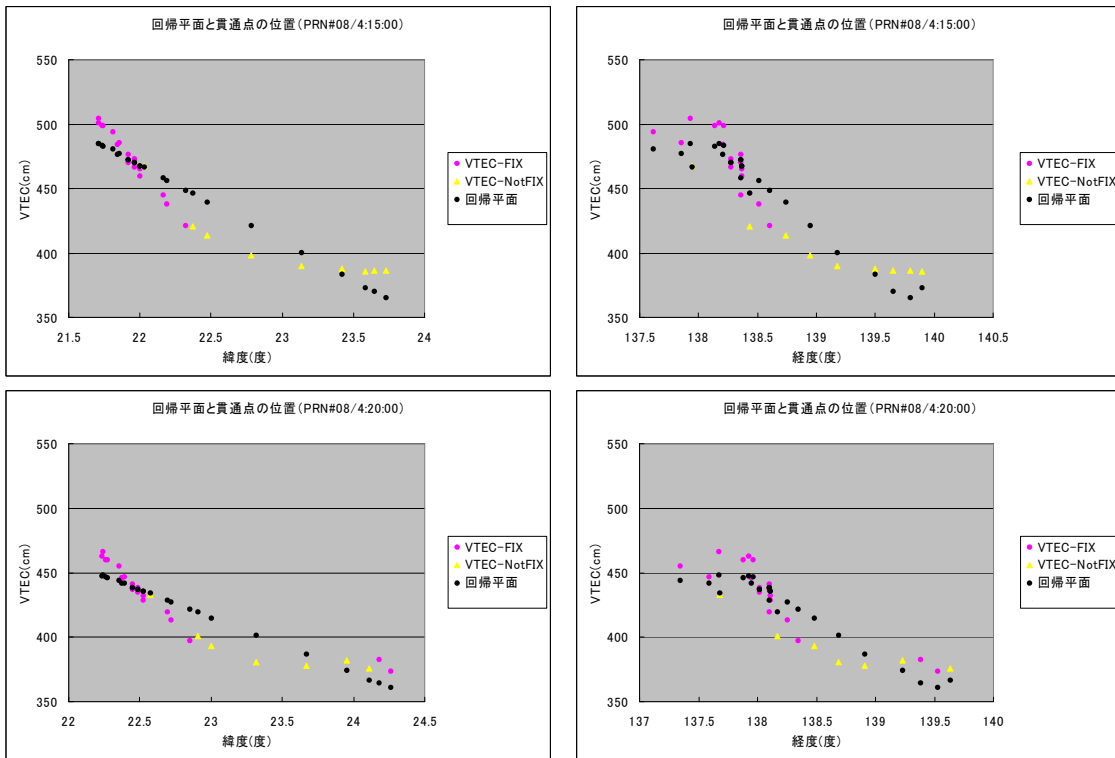 回帰平面と貫通点の位置(PRN#08/4:15:00)
550
500
450
400
350
VTEC(cm)
21.5 22 22.5 23 23.5 24
緯度(度)
VTEC-FIX
VTEC-NotFIX
回帰平面
回帰平面と貫通点の位置(PRN#08/4:15:00)
550
500
450
400
350
VTEC(cm)
137.5 138 138.5 139 139.5 140 140.5
経度(度)
VTEC-FIX
VTEC-NotFIX
回帰平面
回帰平面と貫通点の位置(PRN#08/4:20:00)
550
500
450
400
350
VTEC(cm)
22 22.5 23 23.5 24 24.5
緯度(度)
VTEC-FIX
VTEC-NotFIX
回帰平面
回帰平面と貫通点の位置(PRN#08/4:20:00)
550
500
450
400
350
VTEC(cm)
137 137.5 138 138.5 139 139.5 140
経度(度)
VTEC-FIX
VTEC-NotFIX
回帰平面